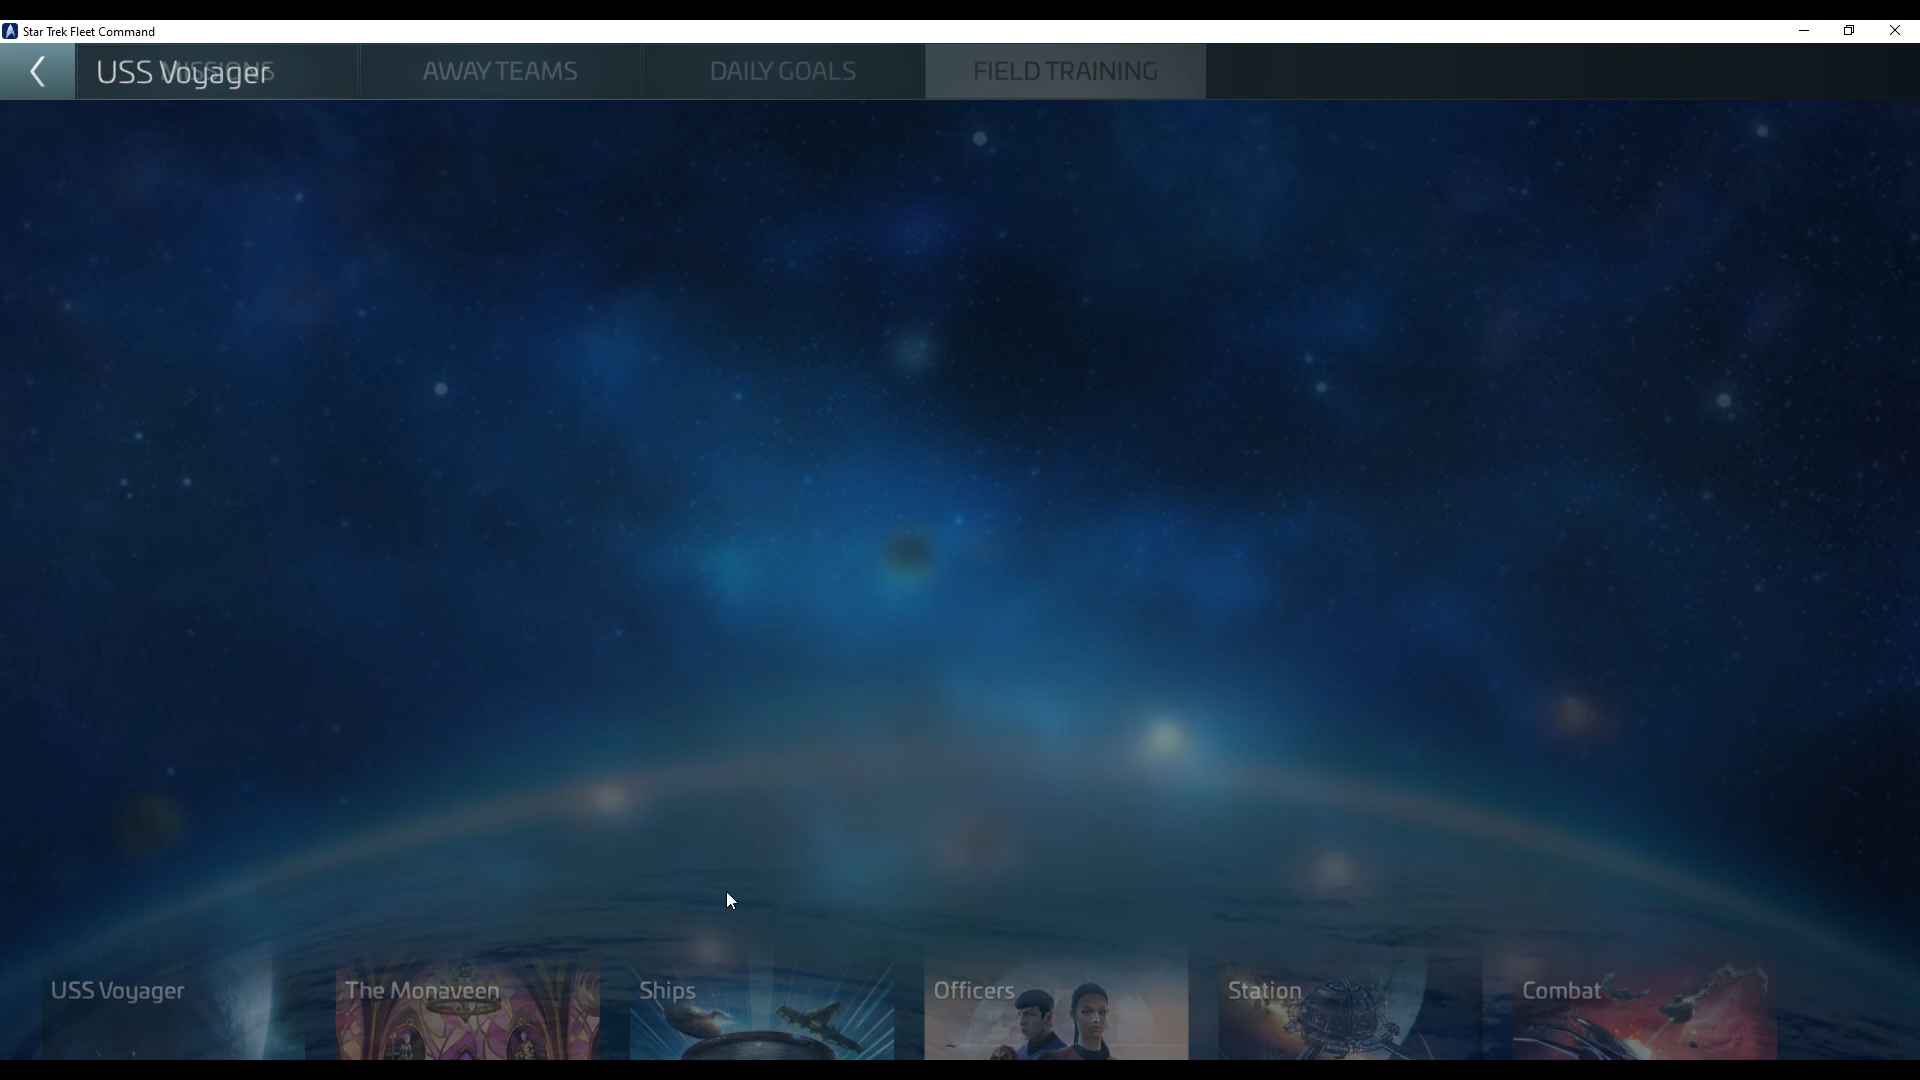 Star Trek Fleet Command
USS Voyager
MISSIONS
AWAY TEAMS
DAILY GOALS
FIELD TRAINING
USS Voyager
The Monaveen
Ships
Officers
Station
Combat